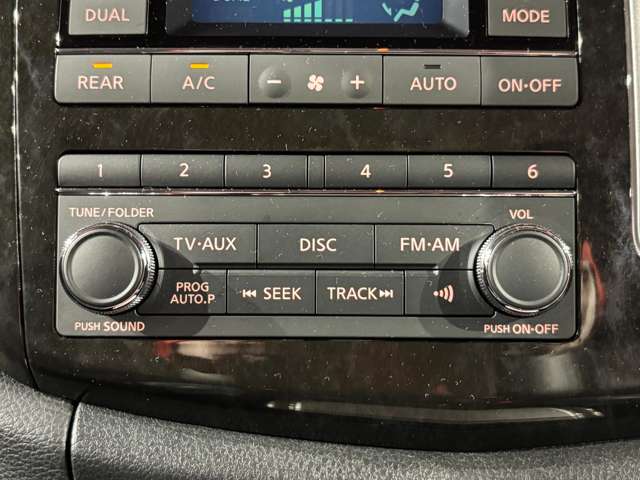 DUAL MODE
REAR A/C − + AUTO ON·OFF
1 2 3 4 5 6
TUNE/FOLDER VOL
TV·AUX DISC FM·AM
PROG
AUTO.P
SEEK TRACK
PUSH SOUND PUSH ON·OFF